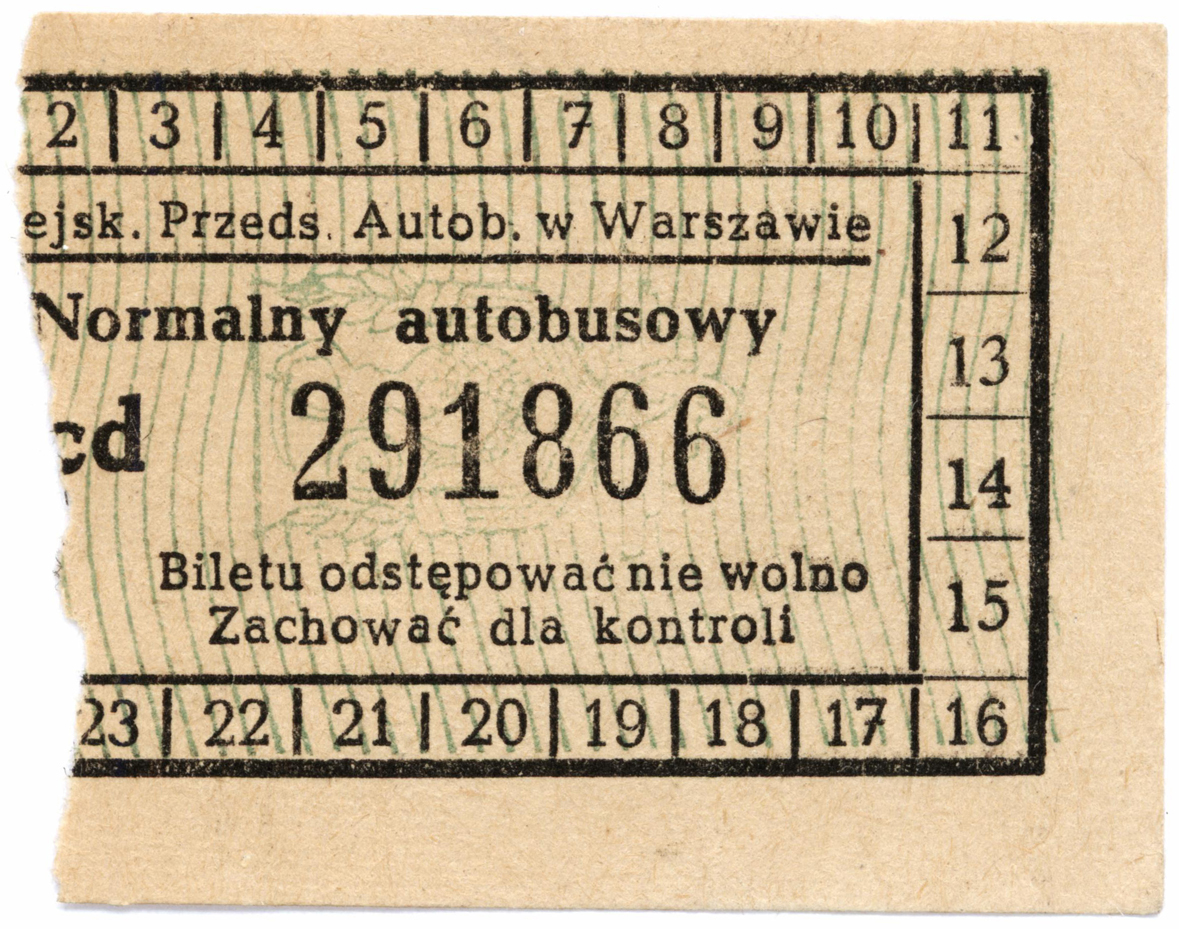 2 3 4 5 6 7 8 9 10 11
ejsk. Przeds. Autob. w Warszawie
12
Normalny autobusowy
13
cd 291866
14
Biletu odstępować nie wolno
15
Zachować dla kontroli
23 22 21 20 19 18 17 16